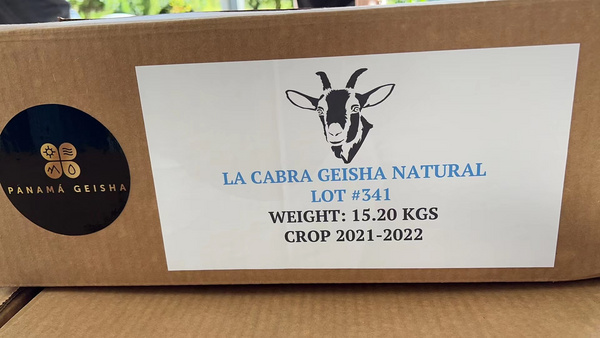 PANAMÁ GEISHA
LA CABRA GEISHA NATURAL
LOT #341
WEIGHT: 15.20 KGS
CROP 2021-2022